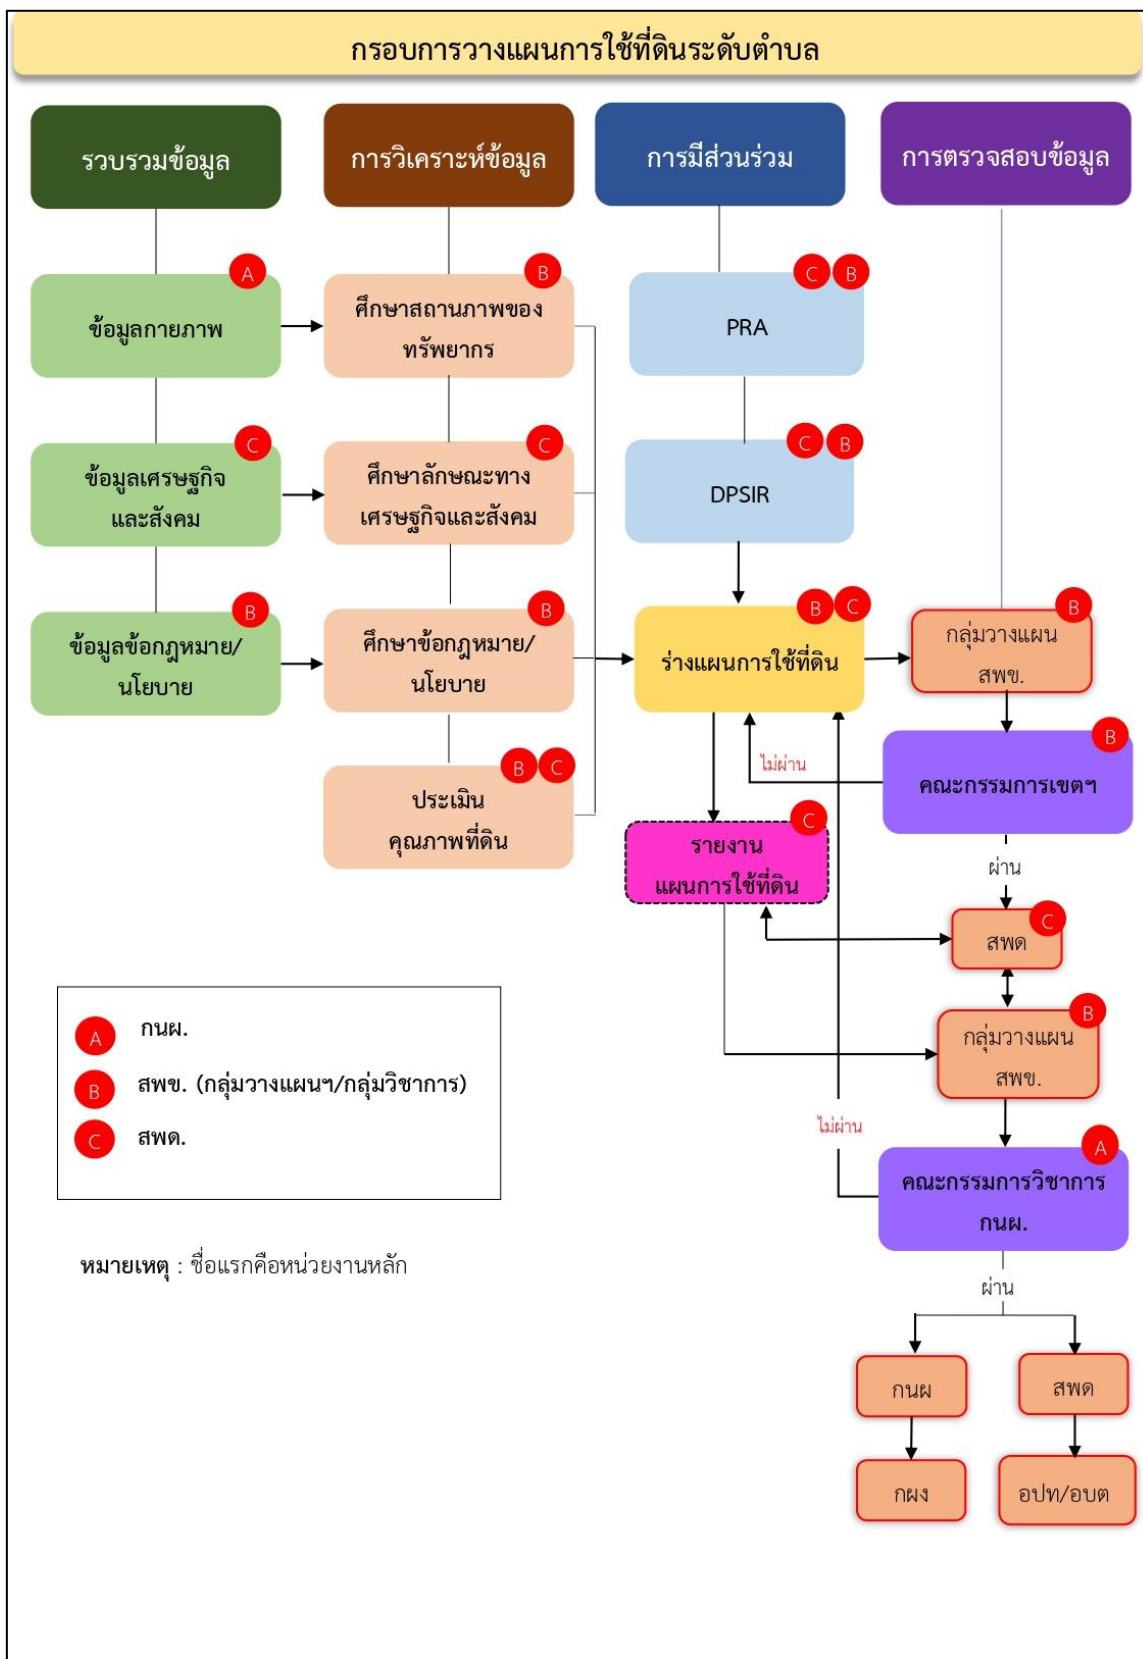 กรอบการวางแผนการใช้ที่ดินระดับตำบล
รวบรวมข้อมูล
การวิเคราะห์ข้อมูล
การมีส่วนร่วม
การตรวจสอบข้อมูล
A
ข้อมูลกายภาพ
B
ศึกษาสถานภาพของ
ทรัพยากร
C B
PRA
C
ข้อมูลเศรษฐกิจ
และสังคม
C
ศึกษาลักษณะทาง
เศรษฐกิจและสังคม
C B
DPSIR
B
ข้อมูลข้อกฎหมาย/
นโยบาย
B
ศึกษาข้อกฎหมาย/
นโยบาย
B C
ร่างแผนการใช้ที่ดิน
B
กลุ่มวางแผน
สพข.
B C
ประเมิน
คุณภาพที่ดิน
ไม่ผ่าน
B
คณะกรรมการเขตฯ
C
รายงาน
แผนการใช้ที่ดิน
ผ่าน
C
สพด
B
กลุ่มวางแผน
สพข.
A กนผ.
B สพข. (กลุ่มวางแผนฯ/กลุ่มวิชาการ)
C สพด.
ไม่ผ่าน
A
คณะกรรมการวิชาการ
กนผ.
หมายเหตุ : ชื่อแรกคือหน่วยงานหลัก
ผ่าน
กนผ
สพด
กผง
อปท/อบต